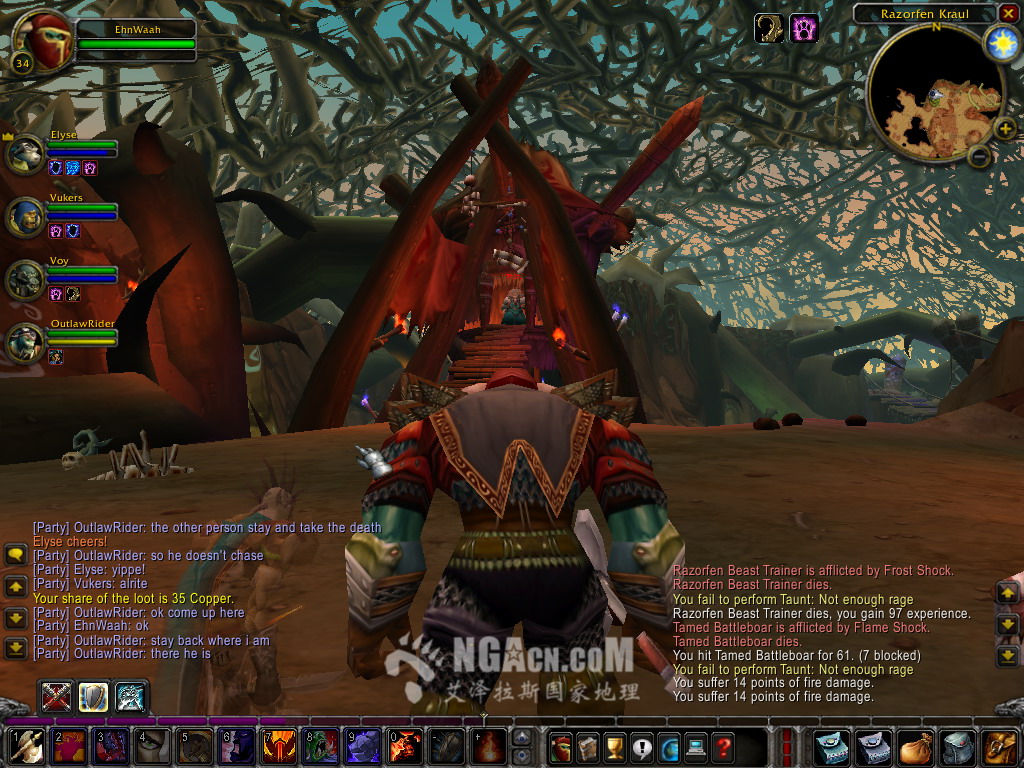 EhnWaah
34
Razorfen Kraul
N
Elyse
Vukers
Voy
OutlawRider
[Party] OutlawRider: the other person stay and take the death
Elyse cheers!
[Party] OutlawRider: so he doesn't chase
[Party] Elyse: yippe!
[Party] Vukers: alrite
Your share of the loot is 35 Copper.
[Party] OutlawRider: ok come up here
[Party] EhnWaah: ok
[Party] OutlawRider: stay back where i am
[Party] OutlawRider: there he is
Razorfen Beast Trainer is afflicted by Frost Shock.
Razorfen Beast Trainer dies.
You fail to perform Taunt: Not enough rage
Razorfen Beast Trainer dies, you gain 97 experience.
Tamed Battleboar is afflicted by Flame Shock.
You hit Tamed Battleboar for 61. (7 blocked)
You fail to perform Taunt: Not enough rage
You suffer 14 points of fire damage.
You suffer 14 points of fire damage.
NGACN.COM
艾泽拉斯国家地理
1 2 3 4 5 6 7 8 9 0 - +